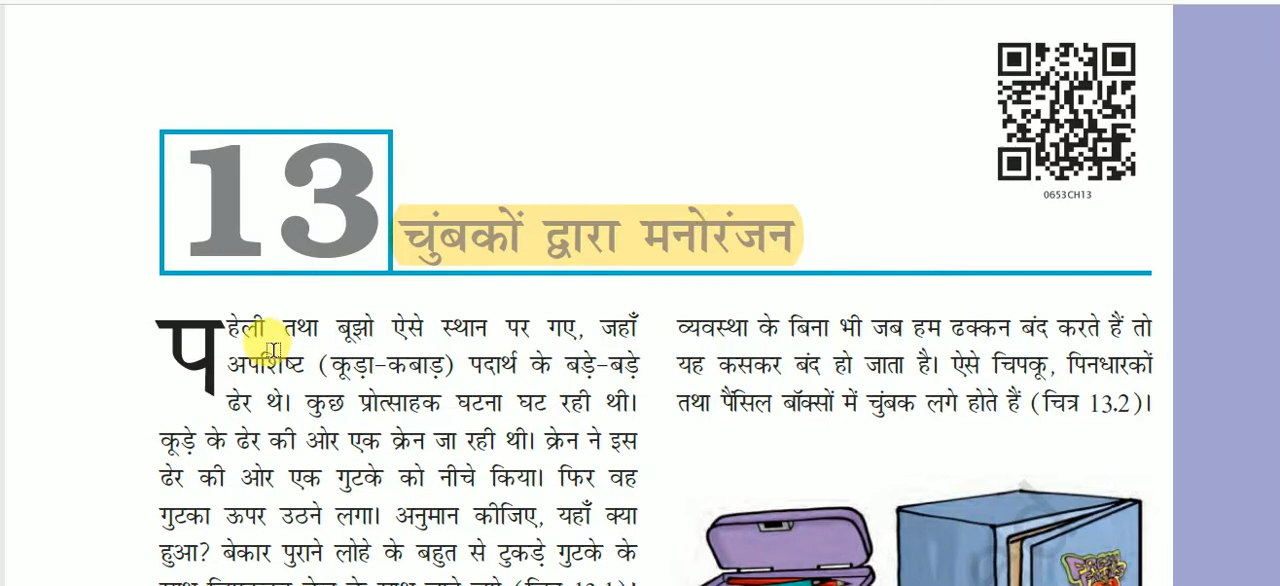 0653CH13
13
चुंबकों द्वारा मनोरंजन
पहेली तथा बूझो ऐसे स्थान पर गए, जहाँ
अपशिष्ट (कूड़ा-कबाड़) पदार्थ के बड़े-बड़े
ढेर थे। कुछ प्रोत्साहक घटना घट रही थी।
कूड़े के ढेर की ओर एक क्रेन जा रही थी। क्रेन ने इस
ढेर की ओर एक गुटके को नीचे किया। फिर वह
गुटका ऊपर उठने लगा। अनुमान कीजिए, यहाँ क्या
हुआ? बेकार पुराने लोहे के बहुत से टुकड़े गुटके के
व्यवस्था के बिना भी जब हम ढक्कन बंद करते हैं तो
यह कसकर बंद हो जाता है। ऐसे चिपकू, पिनधारकों
तथा पैंसिल बॉक्सों में चुंबक लगे होते हैं (चित्र 13.2)।